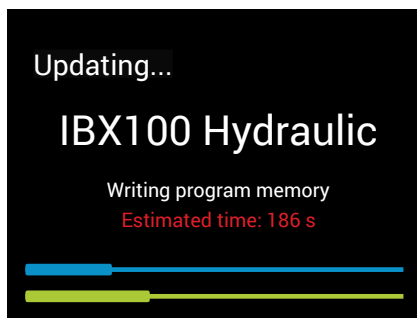 Updating...
IBX100 Hydraulic
Writing program memory
Estimated time: 186 s